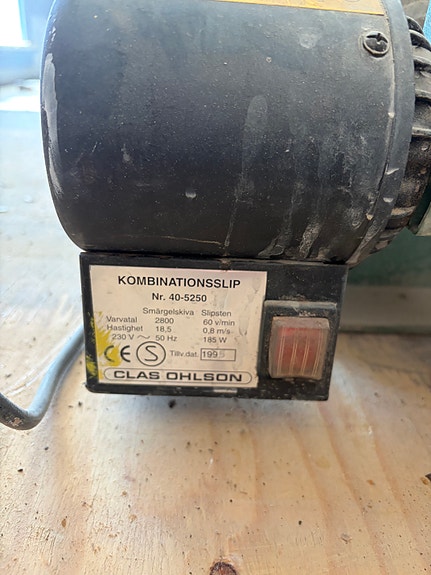 KOMBINATIONSSLIP
Nr. 40-5250
Smärgelskiva Slipsten
Varvatal 2800 60 v/min
Hastighet 18,5 0,8 m/s
230 V ~ 50 Hz 185 W
CE S Tillv.dat. 199
CLAS OHLSON